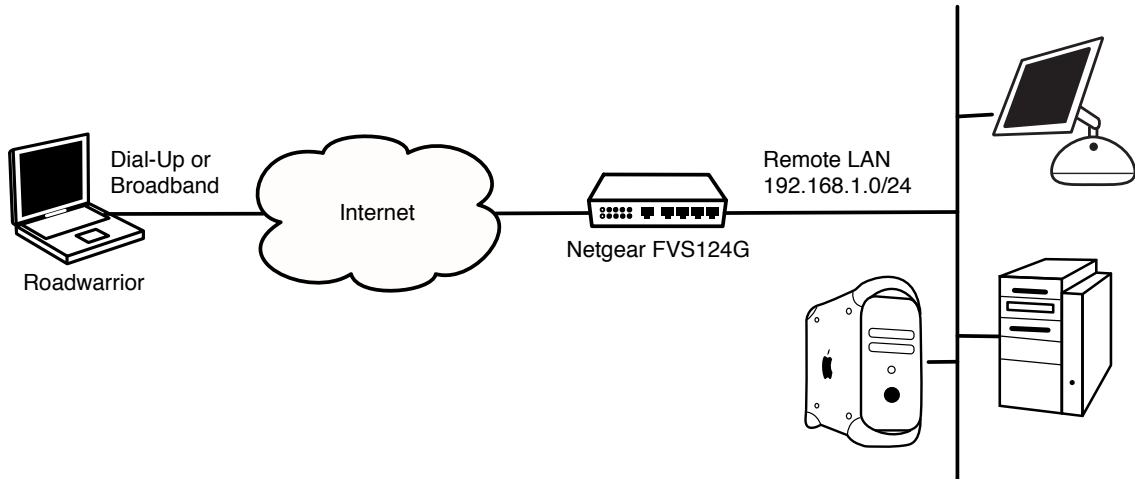 Dial-Up or
Broadband
Roadwarrior
Internet
Netgear FVS124G
Remote LAN
192.168.1.0/24